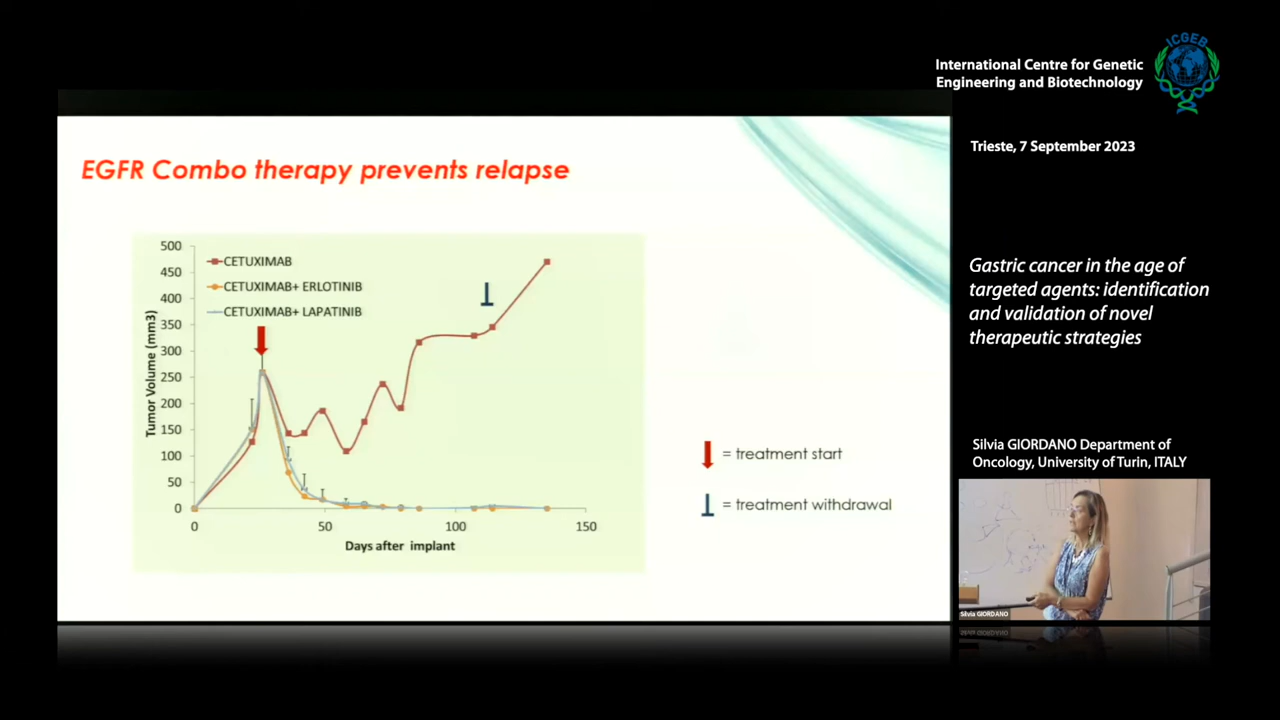 ICGEB
International Centre for Genetic
Engineering and Biotechnology
Trieste, 7 September 2023
EGFR Combo therapy prevents relapse
500
450
400
350
300
250
200
150
100
50
0
Tumor Volume (mm3)
CETUXIMAB
CETUXIMAB+ ERLOTINIB
CETUXIMAB+ LAPATINIB
0
50
100
150
Days after implant
= treatment start
= treatment withdrawal
Gastric cancer in the age of
targeted agents: identification
and validation of novel
therapeutic strategies
Silvia GIORDANO Department of
Oncology, University of Turin, ITALY
Silvia GIORDANO